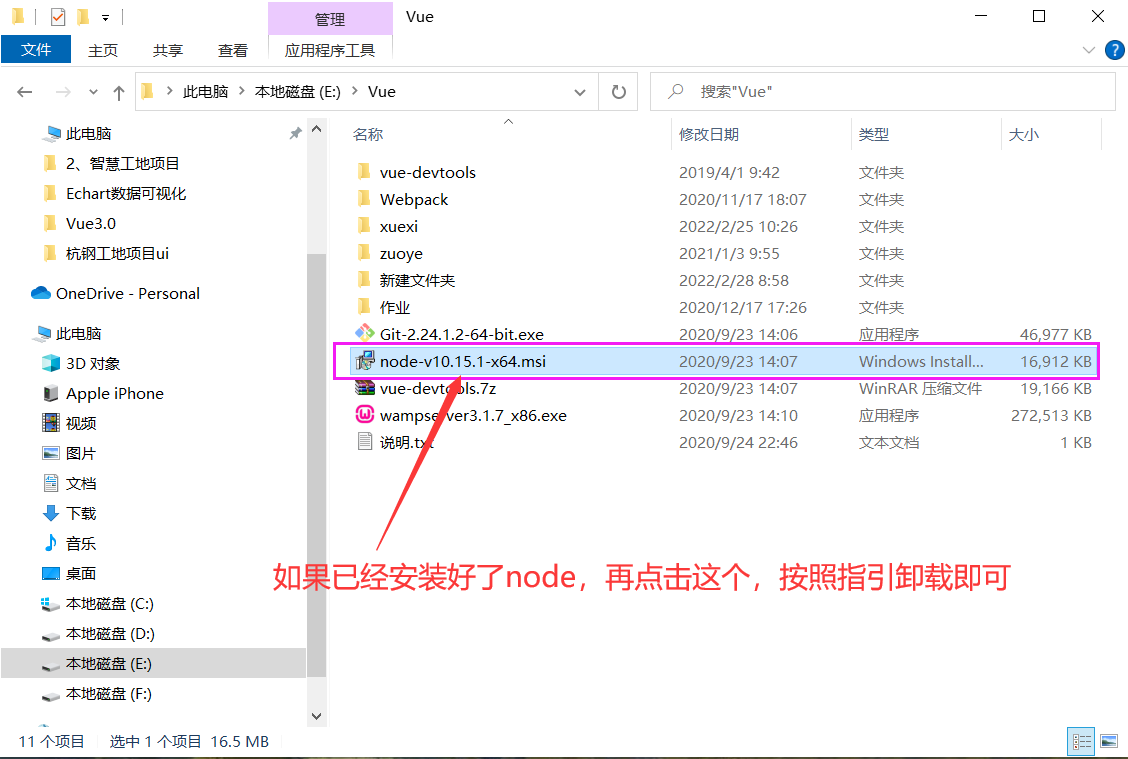 管理
Vue
文件
主页
共享
查看
应用程序工具
此电脑
本地磁盘 (E:)
Vue
搜索"Vue"
名称
修改日期
类型
大小
此电脑
2、智慧工地项目
Echart数据可视化
Vue3.0
杭钢工地项目ui
OneDrive - Personal
此电脑
3D 对象
Apple iPhone
视频
图片
文档
下载
音乐
桌面
本地磁盘 (C:)
本地磁盘 (D:)
本地磁盘 (E:)
本地磁盘 (F:)
vue-devtools 2019/4/1 9:42 文件夹
Webpack 2020/11/17 18:07 文件夹
xuexi 2022/2/25 10:26 文件夹
zuoye 2021/1/3 9:55 文件夹
新建文件夹 2022/2/28 8:58 文件夹
作业 2020/12/17 17:26 文件夹
Git-2.24.1.2-64-bit.exe 2020/9/23 14:06 应用程序 46,977 KB
node-v10.15.1-x64.msi 2020/9/23 14:07 Windows Install... 16,912 KB
vue-devtools.7z 2020/9/23 14:07 WinRAR 压缩文件 19,166 KB
wampserver3.1.7_x86.exe 2020/9/23 14:10 应用程序 272,513 KB
说明.txt 2020/9/24 22:46 文本文档 1 KB
如果已经安装好了node，再点击这个，按照指引卸载即可
11 个项目
选中 1 个项目 16.5 MB